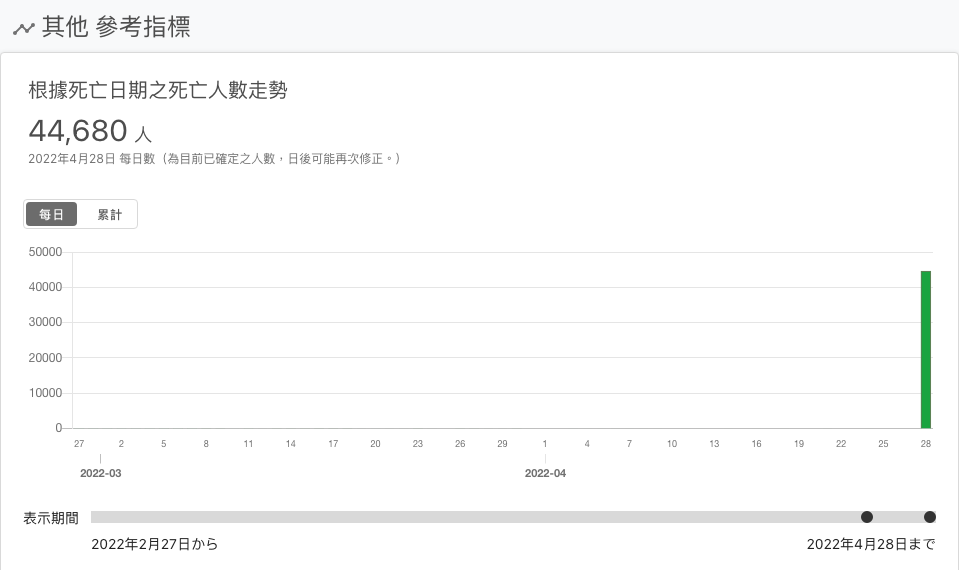 其他 參考指標
根據死亡日期之死亡人數走勢
44,680 人
2022年4月28日 每日數（為目前已確定之人數，日後可能再次修正。）
每日 累計
50000
40000
30000
20000
10000
0
27 2 5 8 11 14 17 20 23 26 29 1 4 7 10 13 16 19 22 25 28
2022-03 2022-04
表示期間
2022年2月27日から 2022年4月28日まで